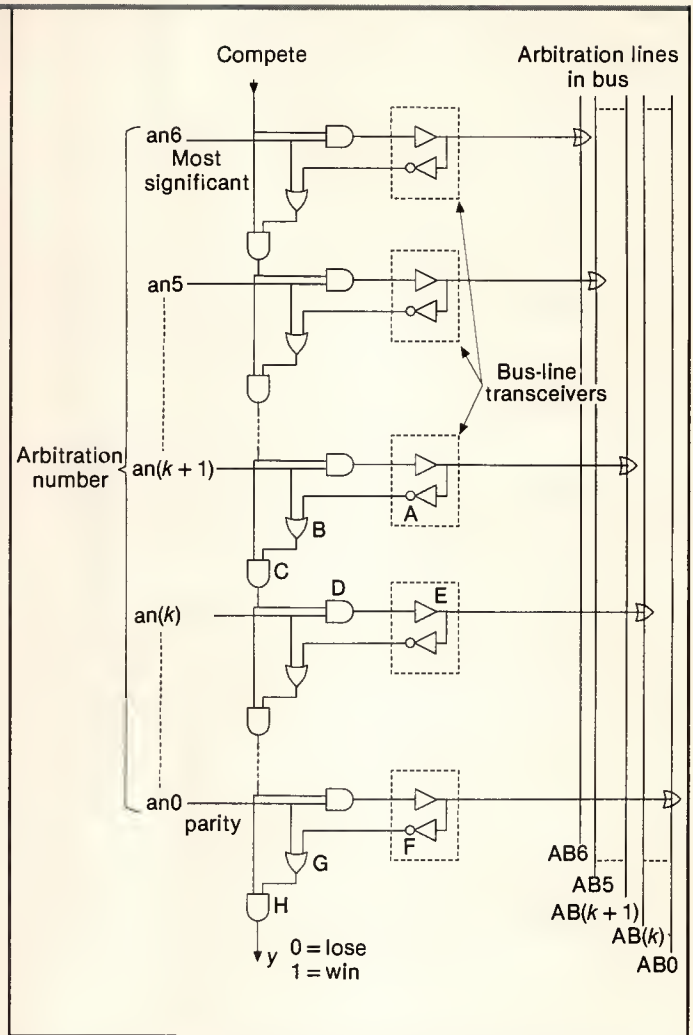 Compete
Arbitration lines
in bus
an6
Most
significant
an5
Bus-line
transceivers
Arbitration
number
an(k + 1)
A
B
C
D
E
an(k)
an0
parity
F
G
H
AB6
AB5
AB(k + 1)
AB(k)
AB0
y
0 = lose
1 = win